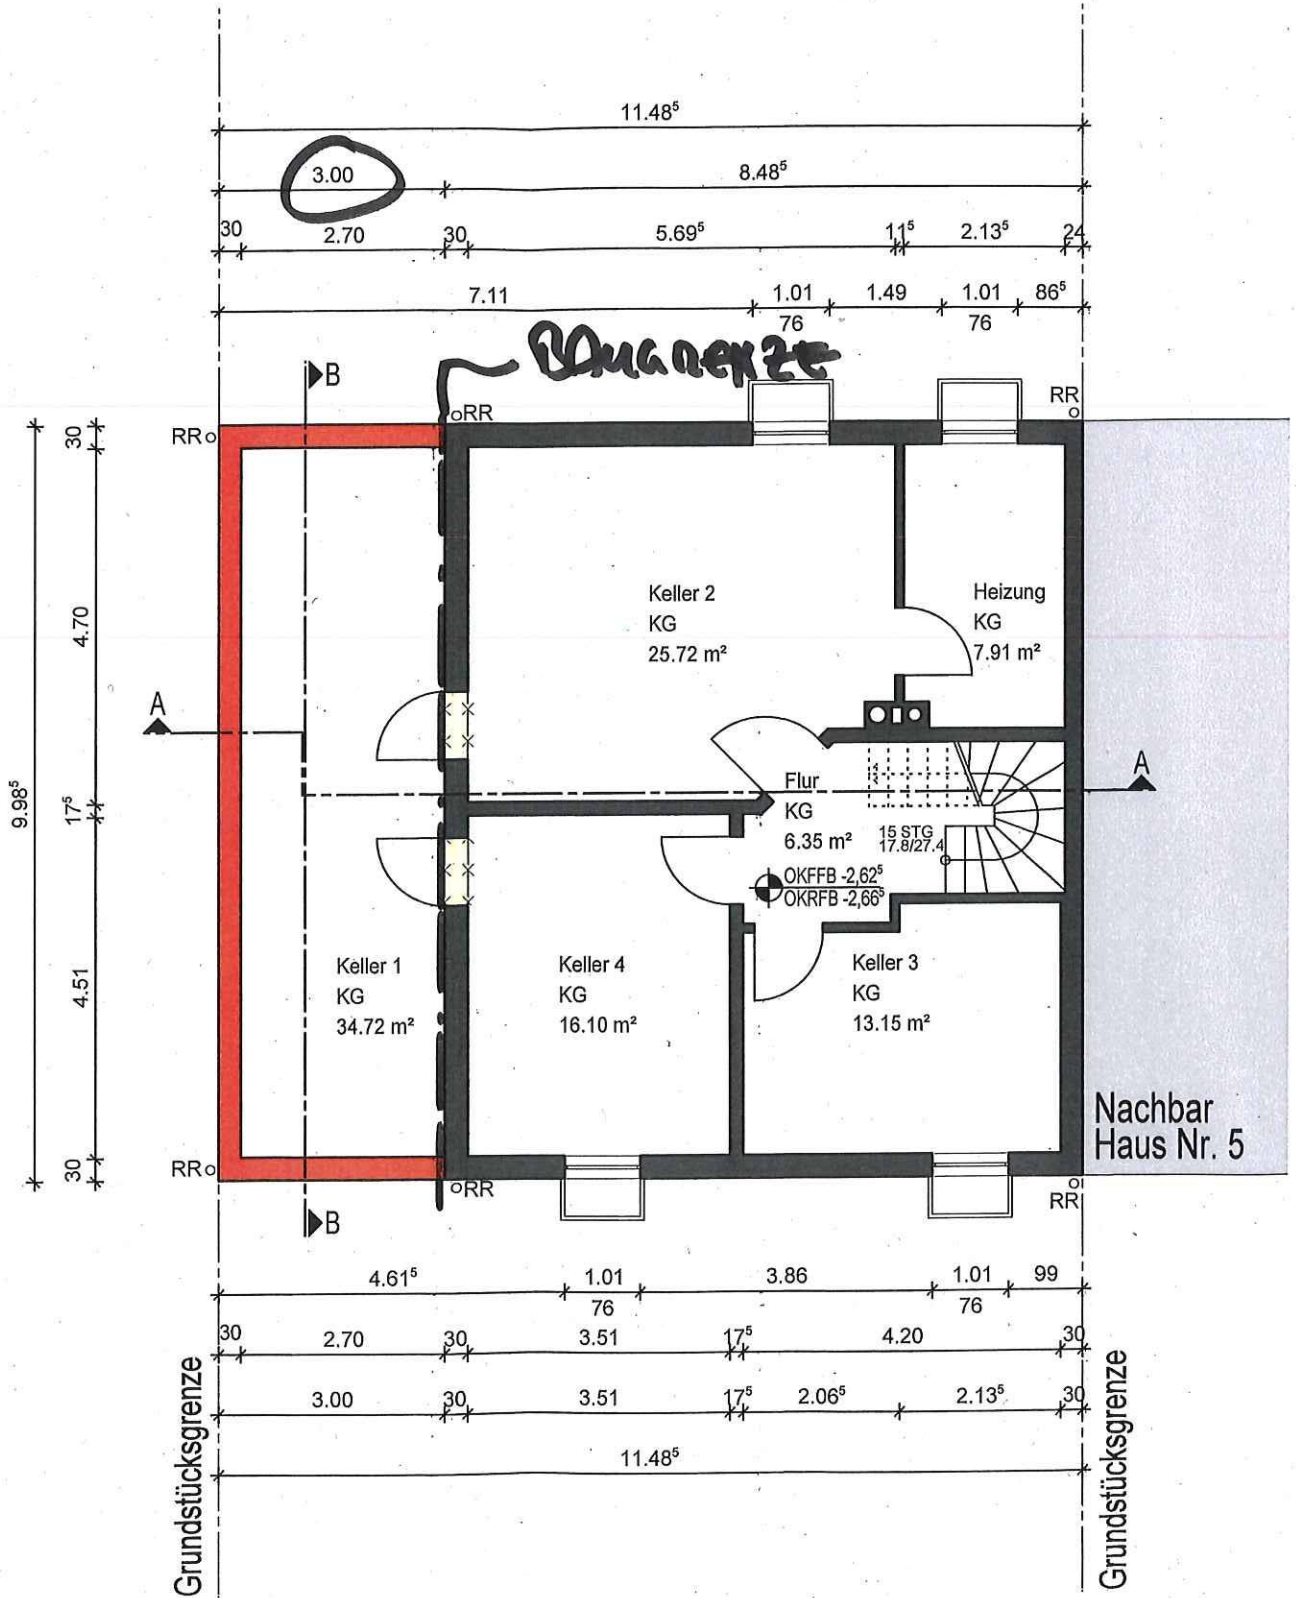 11.48⁵
3.00 8.48⁵
30 2.70 30 5.69⁵ 11⁵ 2.13⁵ 24
7.11 1.01 1.49 1.01 86⁵
76 76
BAUGRENZE
B
RR
RR
RR
30
4.70
17⁵
4.51
30
9.98⁵
Keller 2
KG
25.72 m²
Heizung
KG
7.91 m²
A
A
Flur
KG
6.35 m²
15 STG
17.8/27.4
OKFFB -2,62⁵
OKRFB -2,66⁵
Keller 1
KG
34.72 m²
Keller 4
KG
16.10 m²
Keller 3
KG
13.15 m²
Nachbar
Haus Nr. 5
RR
RR
RR
B
4.61⁵ 1.01 3.86 1.01 99
76 76
30 2.70 30 3.51 17⁵ 4.20 30
3.00 30 3.51 17⁵ 2.06⁵ 2.13⁵ 30
11.48⁵
Grundstücksgrenze
Grundstücksgrenze